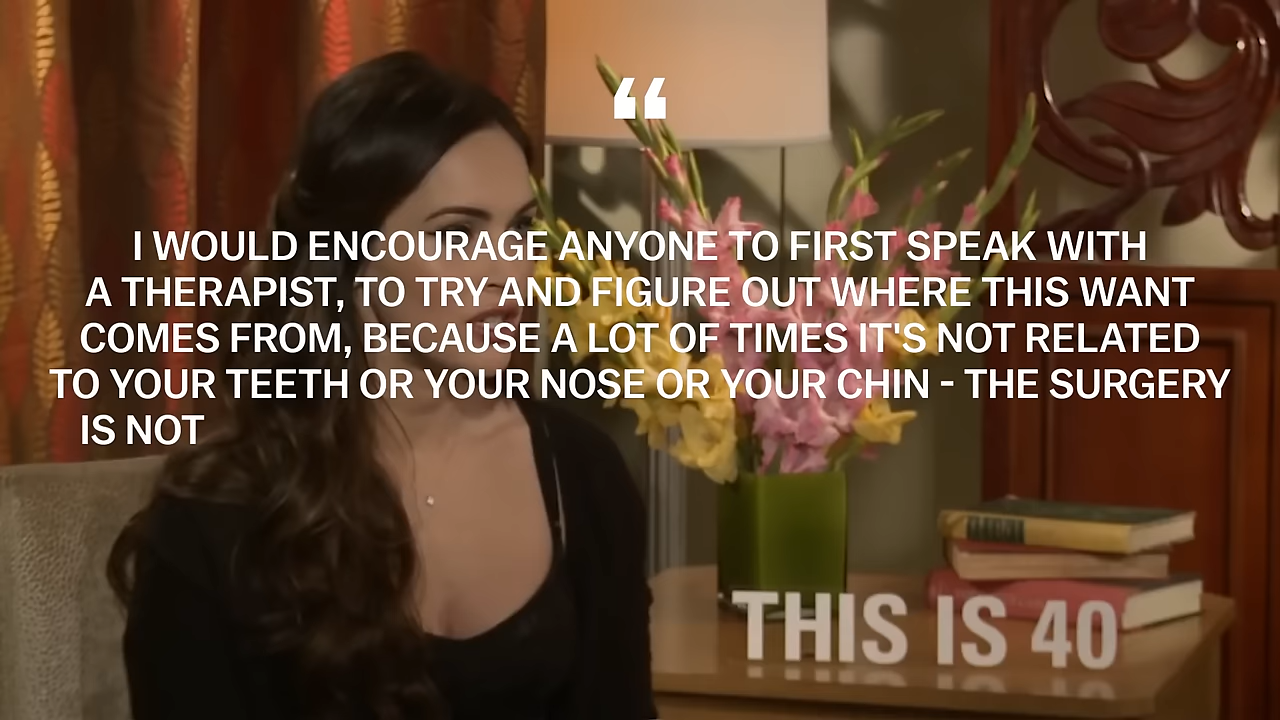 “
I WOULD ENCOURAGE ANYONE TO FIRST SPEAK WITH
A THERAPIST, TO TRY AND FIGURE OUT WHERE THIS WANT
COMES FROM, BECAUSE A LOT OF TIMES IT'S NOT RELATED
TO YOUR TEETH OR YOUR NOSE OR YOUR CHIN - THE SURGERY
IS NOT
THIS IS 40